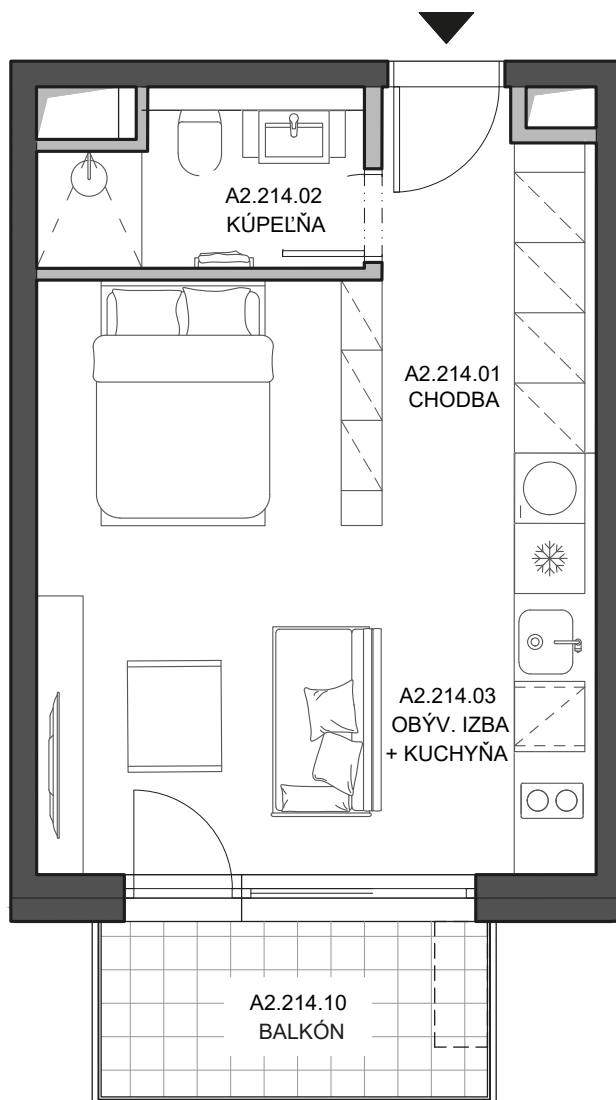 A2.214.02
KÚPEĽŇA
A2.214.01
CHODBA
A2.214.03
OBÝV. IZBA
+ KUCHYŇA
A2.214.10
BALKÓN